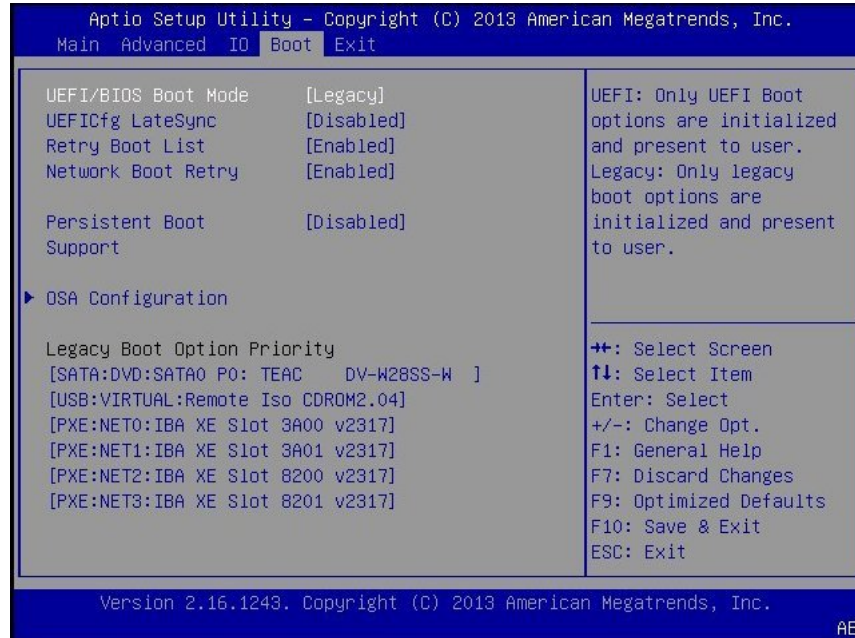 Aptio Setup Utility – Copyright (C) 2013 American Megatrends, Inc.
Main Advanced IO Boot Exit
UEFI/BIOS Boot Mode [Legacy]
UEFICfg LateSync [Disabled]
Retry Boot List [Enabled]
Network Boot Retry [Enabled]
Persistent Boot [Disabled]
Support
OSA Configuration
Legacy Boot Option Priority
[SATA:DVD:SATA0 P0: TEAC DV-W28SS-W ]
[USB:VIRTUAL:Remote Iso CDROM2.04]
[PXE:NET0:IBA XE Slot 3A00 v2317]
[PXE:NET1:IBA XE Slot 3A01 v2317]
[PXE:NET2:IBA XE Slot 8200 v2317]
[PXE:NET3:IBA XE Slot 8201 v2317]
UEFI: Only UEFI Boot
options are initialized
and present to user.
Legacy: Only legacy
boot options are
initialized and present
to user.
→←: Select Screen
↑↓: Select Item
Enter: Select
+/-: Change Opt.
F1: General Help
F7: Discard Changes
F9: Optimized Defaults
F10: Save & Exit
ESC: Exit
Version 2.16.1243. Copyright (C) 2013 American Megatrends, Inc.
AB